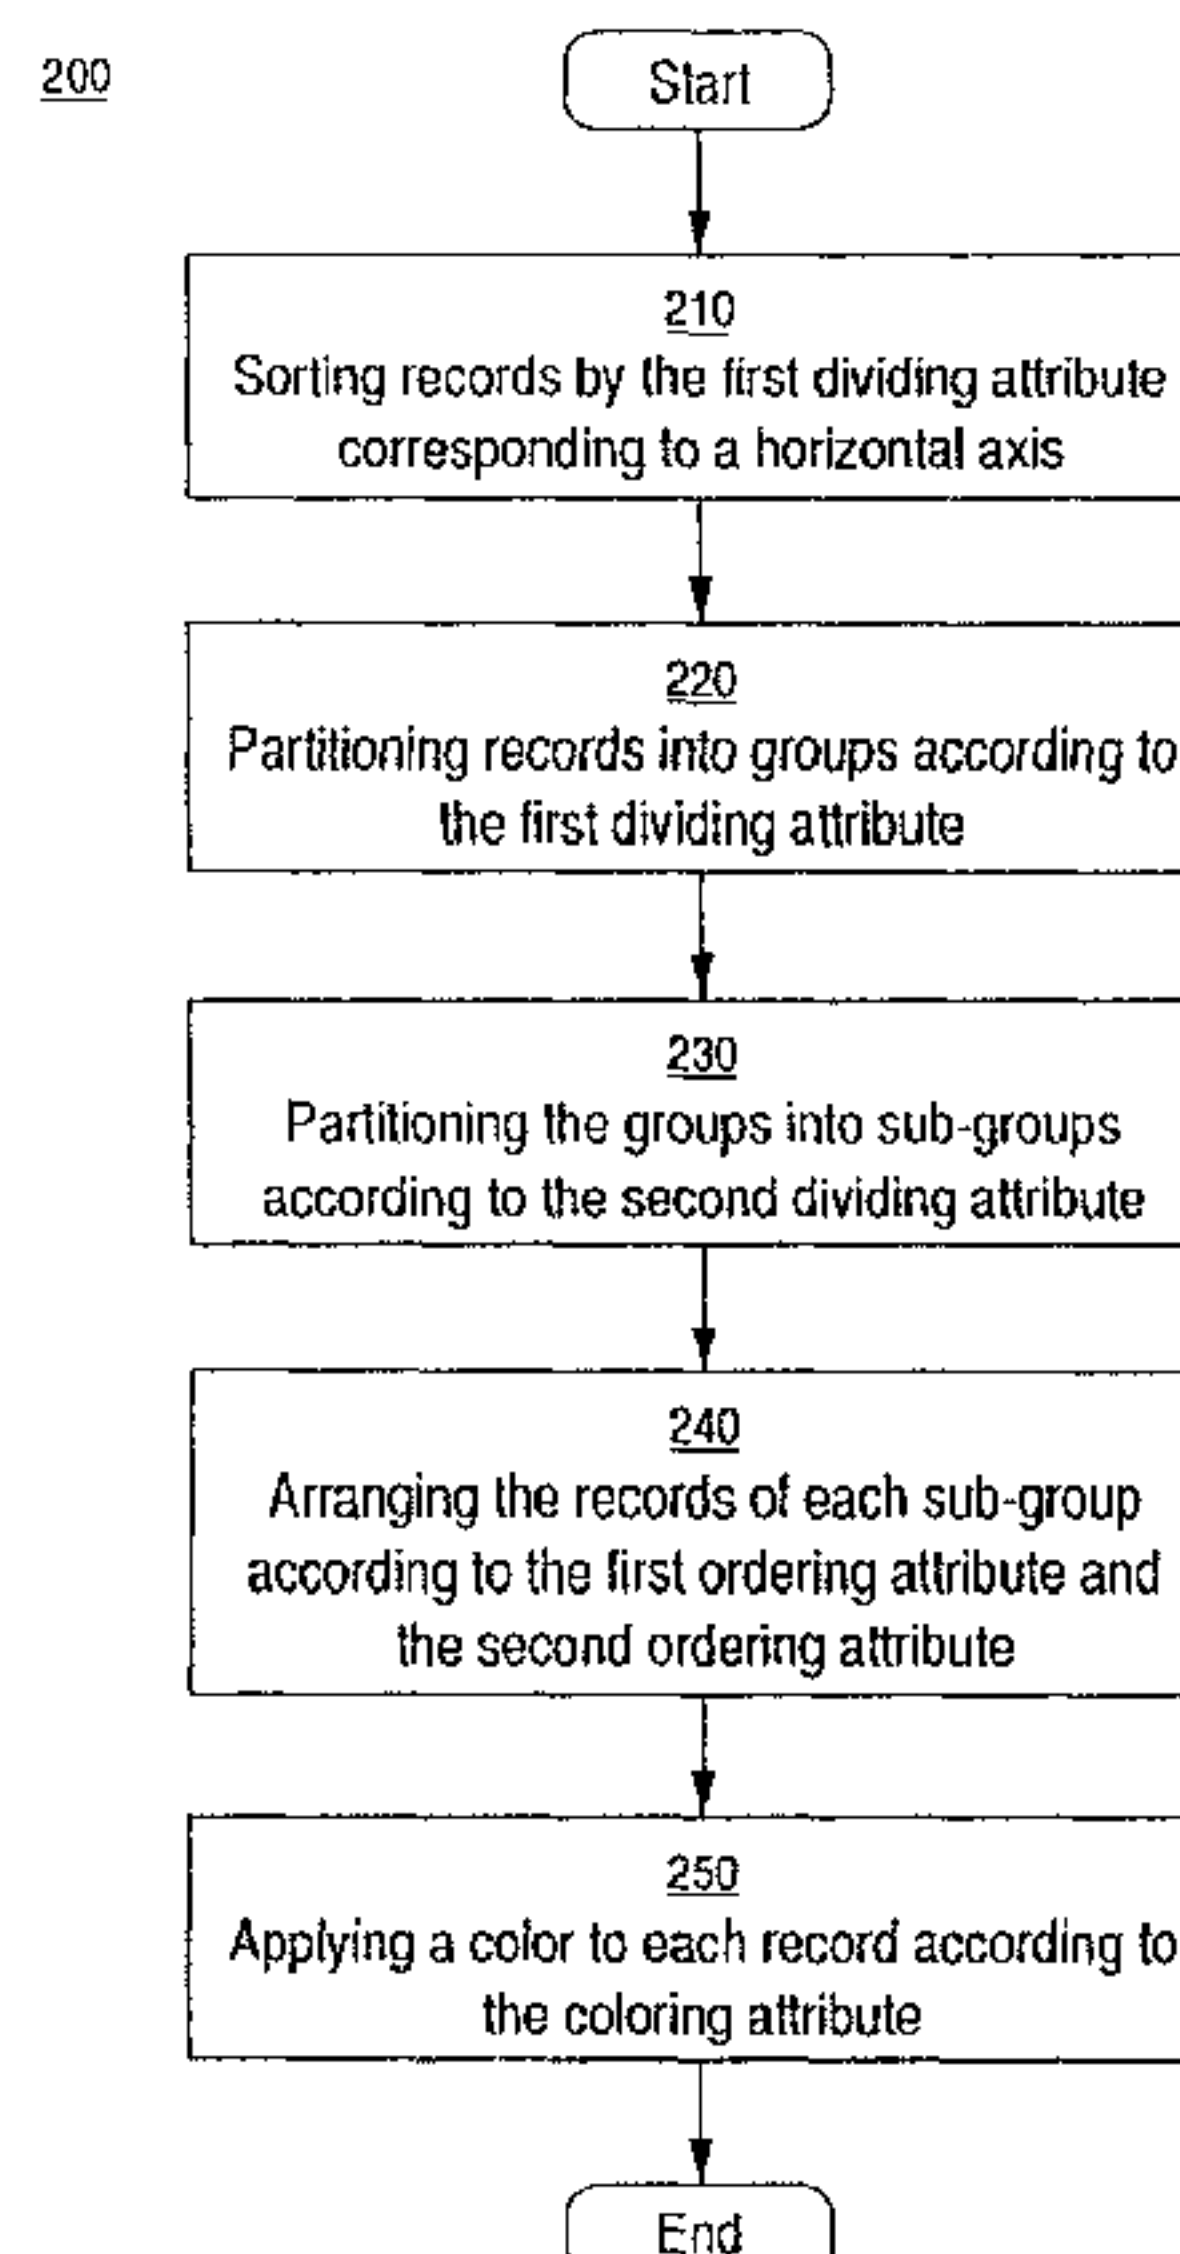 200
Start
210
Sorting records by the first dividing attribute
corresponding to a horizontal axis
220
Partitioning records into groups according to
the first dividing attribute
230
Partitioning the groups into sub-groups
according to the second dividing attribute
240
Arranging the records of each sub-group
according to the first ordering attribute and
the second ordering attribute
250
Applying a color to each record according to
the coloring attribute
End